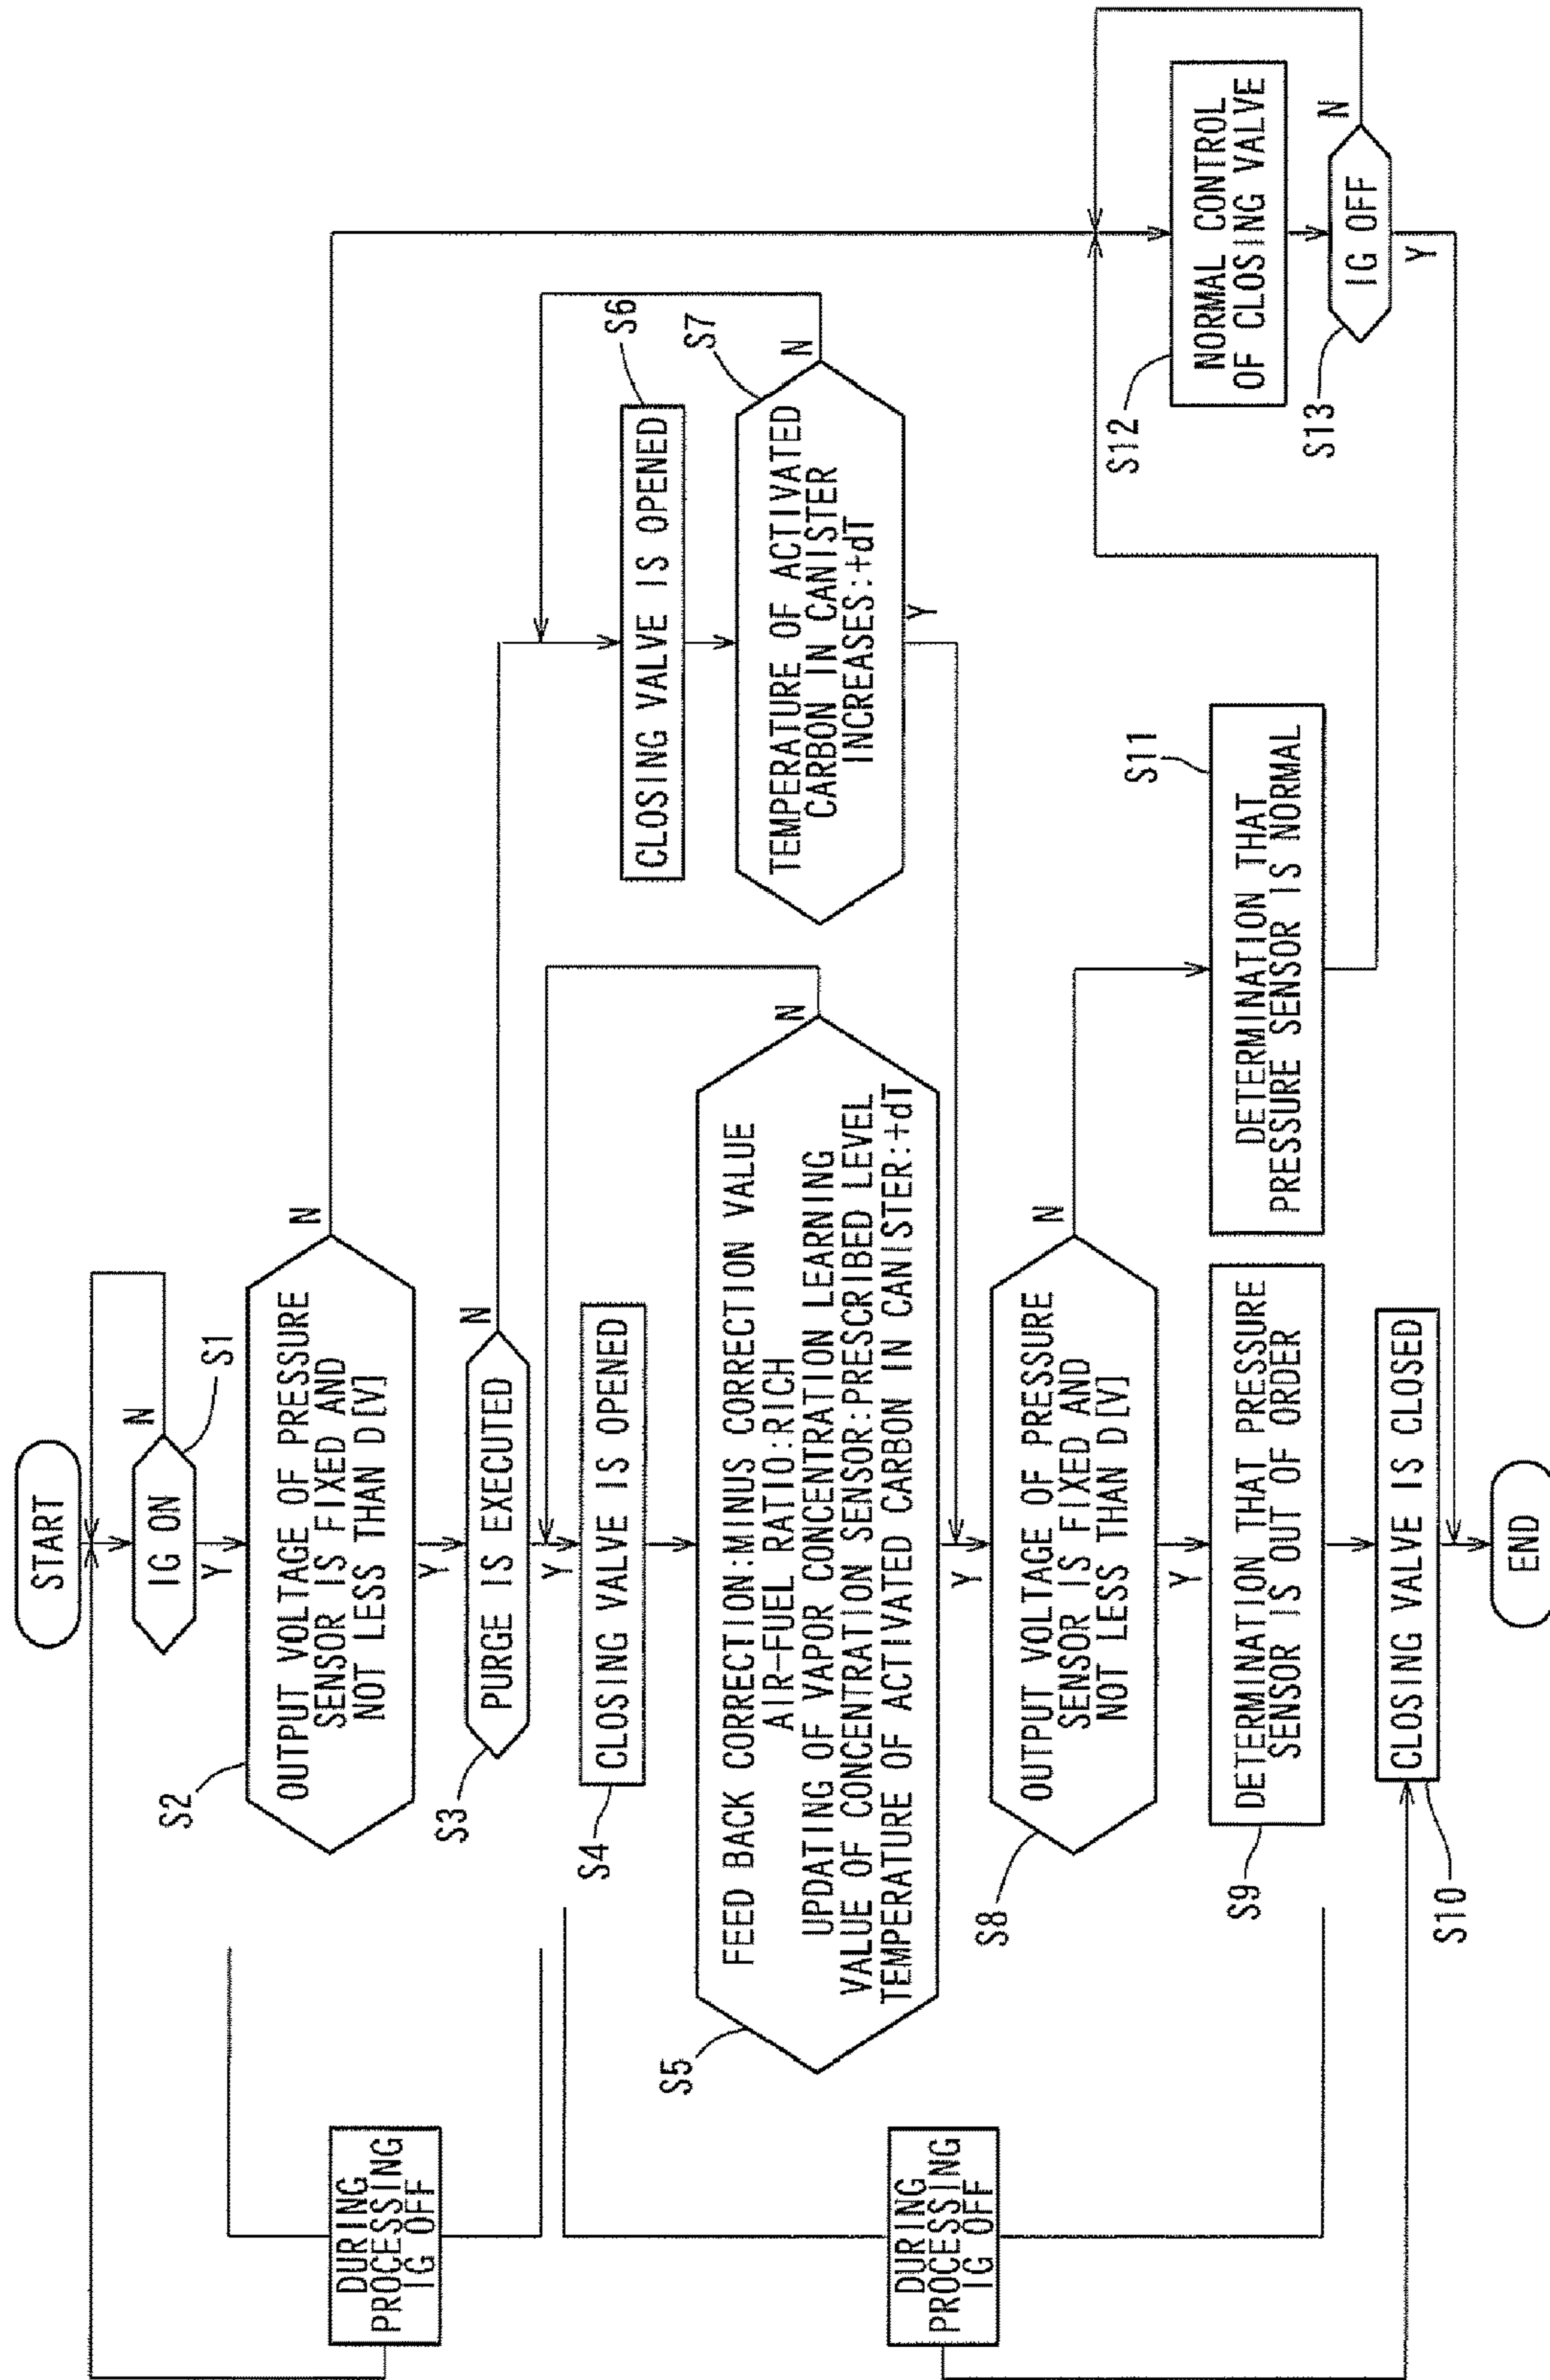 START
IG ON
N
S1
Y
S2
OUTPUT VOLTAGE OF PRESSURE
SENSOR IS FIXED AND
NOT LESS THAN D[V]
N
Y
S3
PURGE IS EXECUTED
N
Y
S4
CLOSING VALVE IS OPENED
S5
FEED BACK CORRECTION:MINUS CORRECTION VALUE
AIR-FUEL RATIO:RICH
UPDATING OF VAPOR CONCENTRATION LEARNING
VALUE OF CONCENTRATION SENSOR:PRESCRIBED LEVEL
TEMPERATURE OF ACTIVATED CARBON IN CANISTER:+dT
N
Y
CLOSING VALVE IS OPENED
S6
S7
TEMPERATURE OF ACTIVATED
CARBON IN CANISTER
INCREASES:+dT
N
Y
S8
OUTPUT VOLTAGE OF PRESSURE
SENSOR IS FIXED AND
NOT LESS THAN D[V]
N
Y
S9
DETERMINATION THAT PRESSURE
SENSOR IS OUT OF ORDER
S11
DETERMINATION THAT
PRESSURE SENSOR IS NORMAL
S12
NORMAL CONTROL
OF CLOSING VALVE
S13
IG OFF
N
Y
S10
CLOSING VALVE IS CLOSED
END
DURING
PROCESSING
IG OFF
DURING
PROCESSING
IG OFF